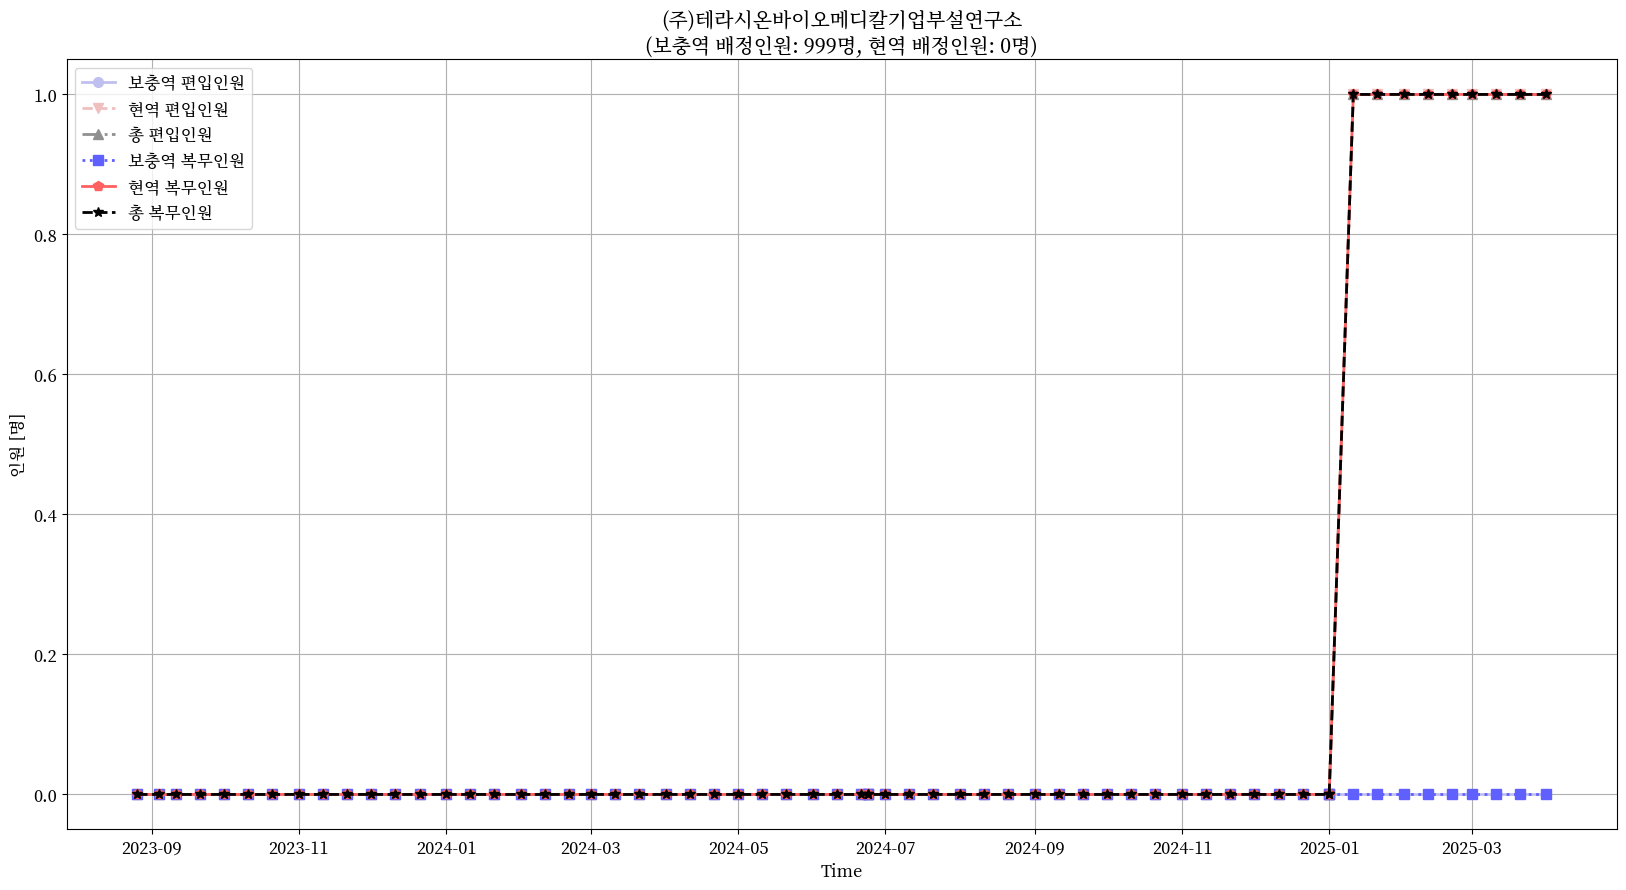 (주)테라시온바이오메디칼기업부설연구소
(보충역 배정인원: 999명, 현역 배정인원: 0명)
보충역 편입인원
현역 편입인원
총 편입인원
보충역 복무인원
현역 복무인원
총 복무인원
1.0
0.8
0.6
0.4
0.2
0.0
인원 [명]
2023-09
2023-11
2024-01
2024-03
2024-05
2024-07
2024-09
2024-11
2025-01
2025-03
Time